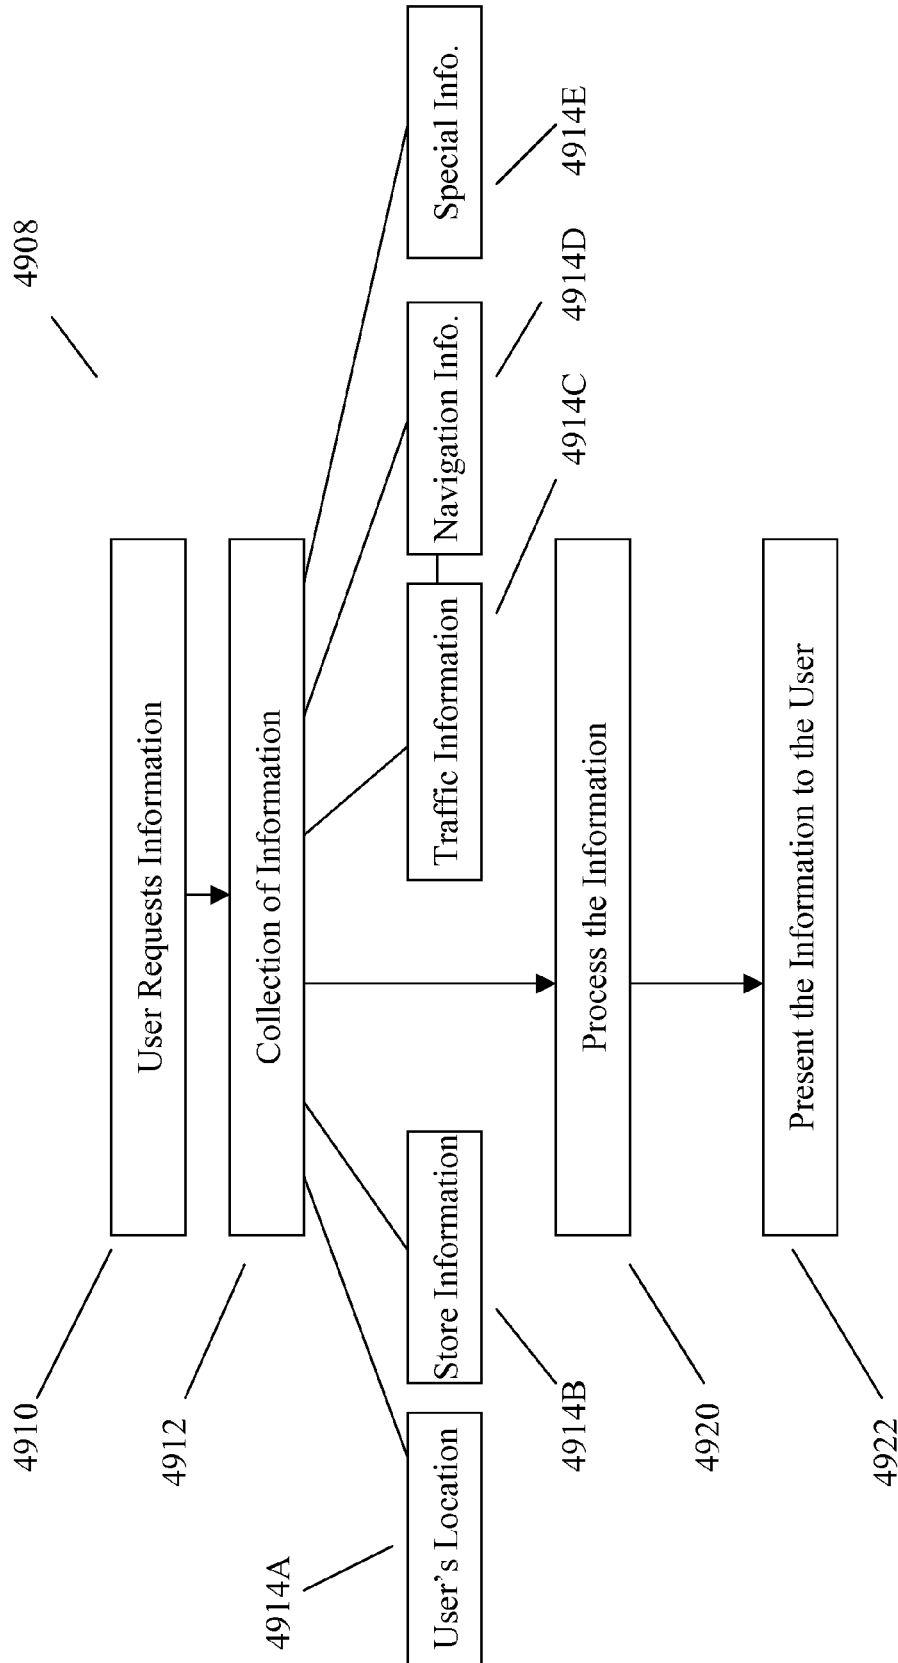 4908
4910
User Requests Information
4912
Collection of Information
4914A
User's Location
Store Information
Traffic Information
Navigation Info.
Special Info.
4914B
4914C
4914D
4914E
4920
Process the Information
4922
Present the Information to the User